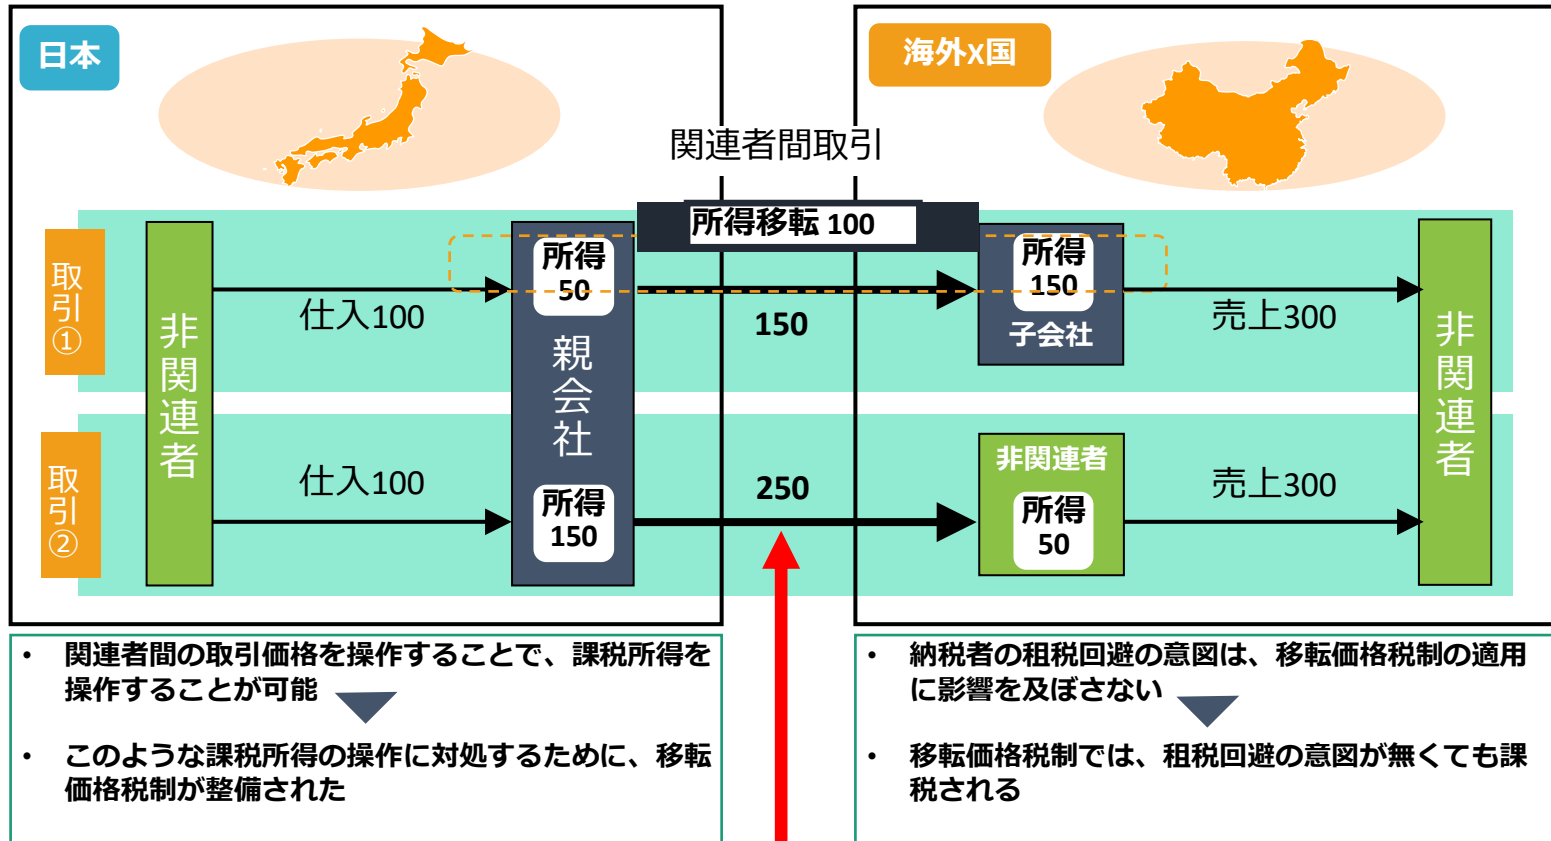 日本
海外X国
関連者間取引
所得移転 100
取引①
非関連者
仕入100
所得
50
親会社
150
所得
150
子会社
売上300
非関連者
取引②
仕入100
所得
150
250
非関連者
所得
50
売上300
• 関連者間の取引価格を操作することで、課税所得を
操作することが可能
• このような課税所得の操作に対処するために、移転
価格税制が整備された
• 納税者の租税回避の意図は、移転価格税制の適用
に影響を及ぼさない
• 移転価格税制では、租税回避の意図が無くても課
税される